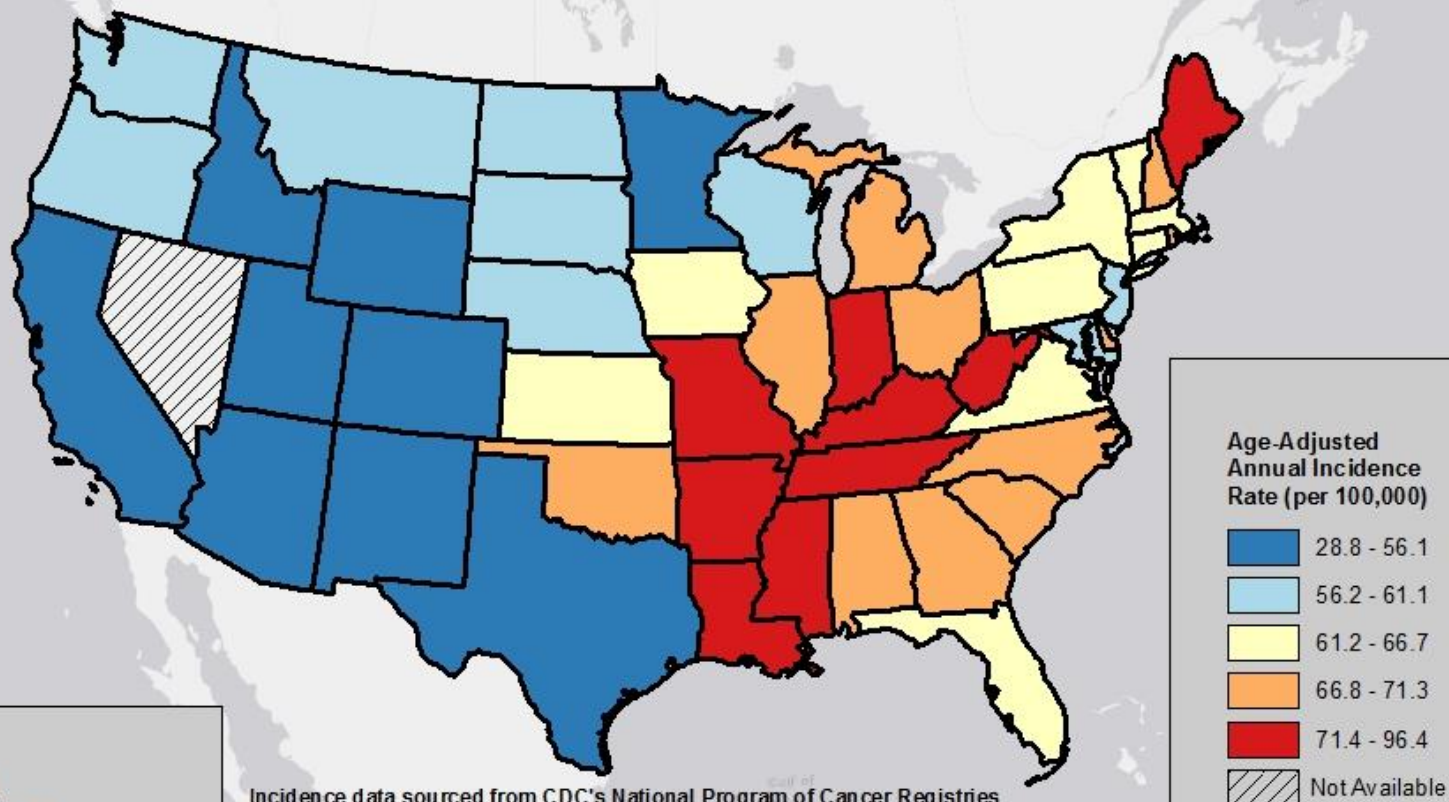 Age-Adjusted
Annual Incidence
Rate (per 100,000)
28.8 - 56.1
56.2 - 61.1
61.2 - 66.7
66.8 - 71.3
71.4 - 96.4
Not Available
Gulf of
Incidence data sourced from CDC's National Program of Cancer Registries